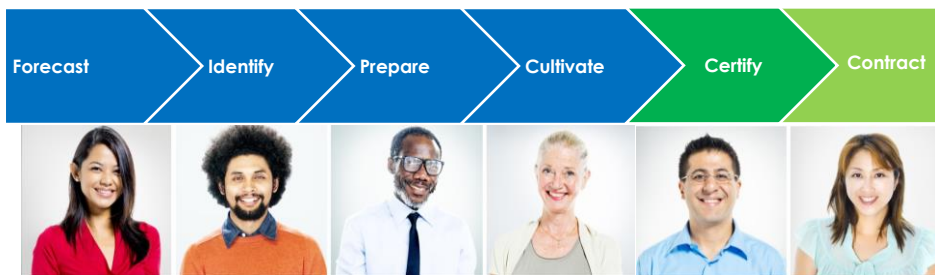 Forecast
Identify
Prepare
Cultivate
Certify
Contract